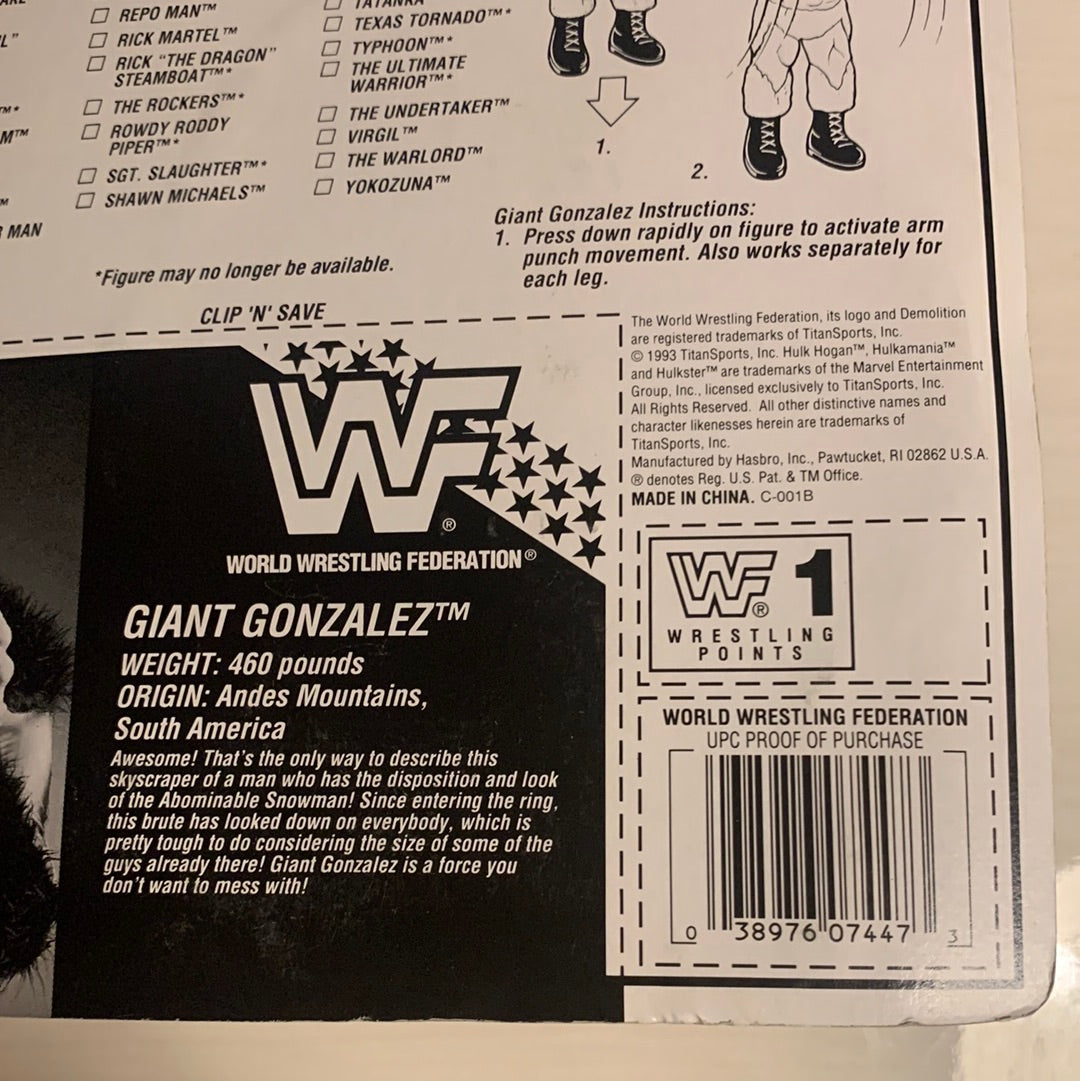 L"
TM*
MTM
M
MAN
☐ REPO MAN™
☐ RICK MARTEL™
☐ RICK "THE DRAGON"
STEAMBOAT™*
☐ THE ROCKERS™*
☐ ROWDY RODDY
PIPER™*
☐ SGT. SLAUGHTER™*
☐ SHAWN MICHAELS™
☐ TATANKA
☐ TEXAS TORNADO™*
☐ TYPHOON™*
☐ THE ULTIMATE
WARRIOR™*
☐ THE UNDERTAKER™
☐ VIRGIL™
☐ THE WARLORD™
☐ YOKOZUNA™
*Figure may no longer be available.
1.
2.
Giant Gonzalez Instructions:
1. Press down rapidly on figure to activate arm
punch movement. Also works separately for
each leg.
CLIP 'N' SAVE
WF
®
WORLD WRESTLING FEDERATION®
GIANT GONZALEZ™
WEIGHT: 460 pounds
ORIGIN: Andes Mountains,
South America
Awesome! That's the only way to describe this
skyscraper of a man who has the disposition and look
of the Abominable Snowman! Since entering the ring,
this brute has looked down on everybody, which is
pretty tough to do considering the size of some of the
guys already there! Giant Gonzalez is a force you
don't want to mess with!
The World Wrestling Federation, its logo and Demolition
are registered trademarks of TitanSports, Inc.
© 1993 TitanSports, Inc. Hulk Hogan™, Hulkamania™
and Hulkster™ are trademarks of the Marvel Entertainment
Group, Inc., licensed exclusively to TitanSports, Inc.
All Rights Reserved. All other distinctive names and
character likenesses herein are trademarks of
TitanSports, Inc.
Manufactured by Hasbro, Inc., Pawtucket, RI 02862 U.S.A.
® denotes Reg. U.S. Pat. & TM Office.
MADE IN CHINA. C-001B
WF® 1
WRESTLING
POINTS
WORLD WRESTLING FEDERATION
UPC PROOF OF PURCHASE
0 38976 07447 3